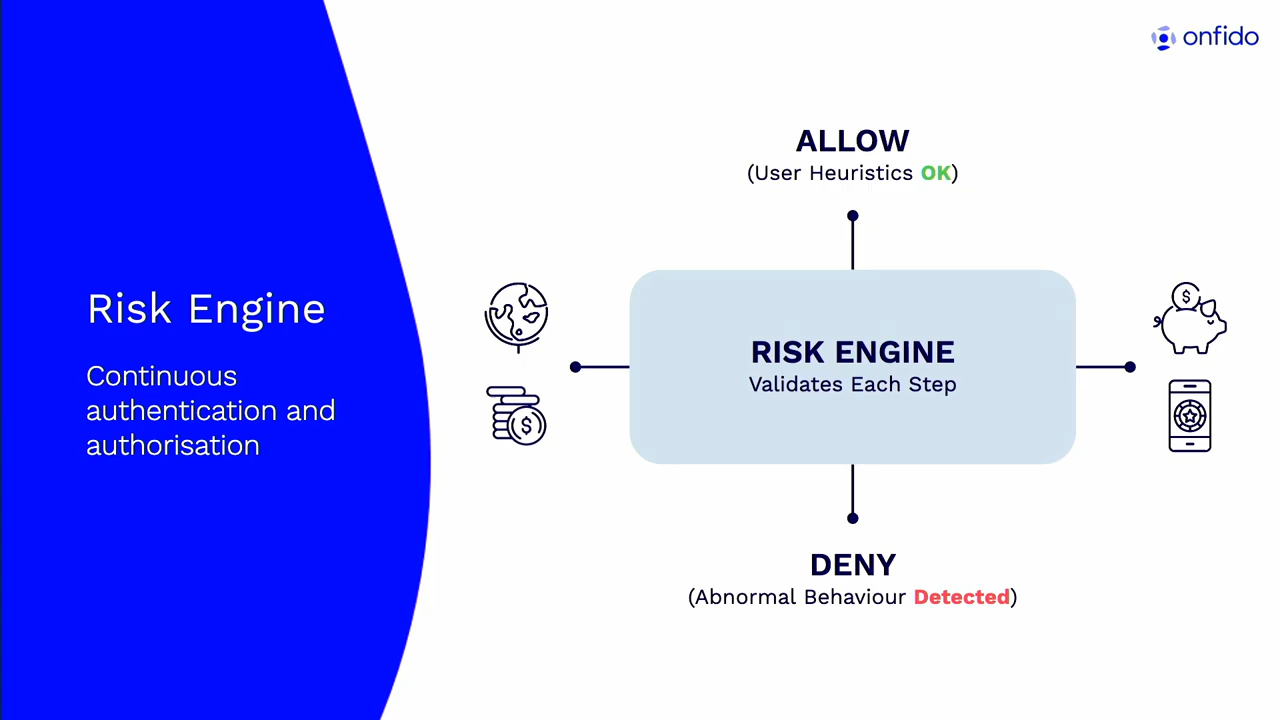 onfido
Risk Engine
Continuous
authentication and
authorisation
ALLOW
(User Heuristics OK)
RISK ENGINE
Validates Each Step
DENY
(Abnormal Behaviour Detected)
$
$